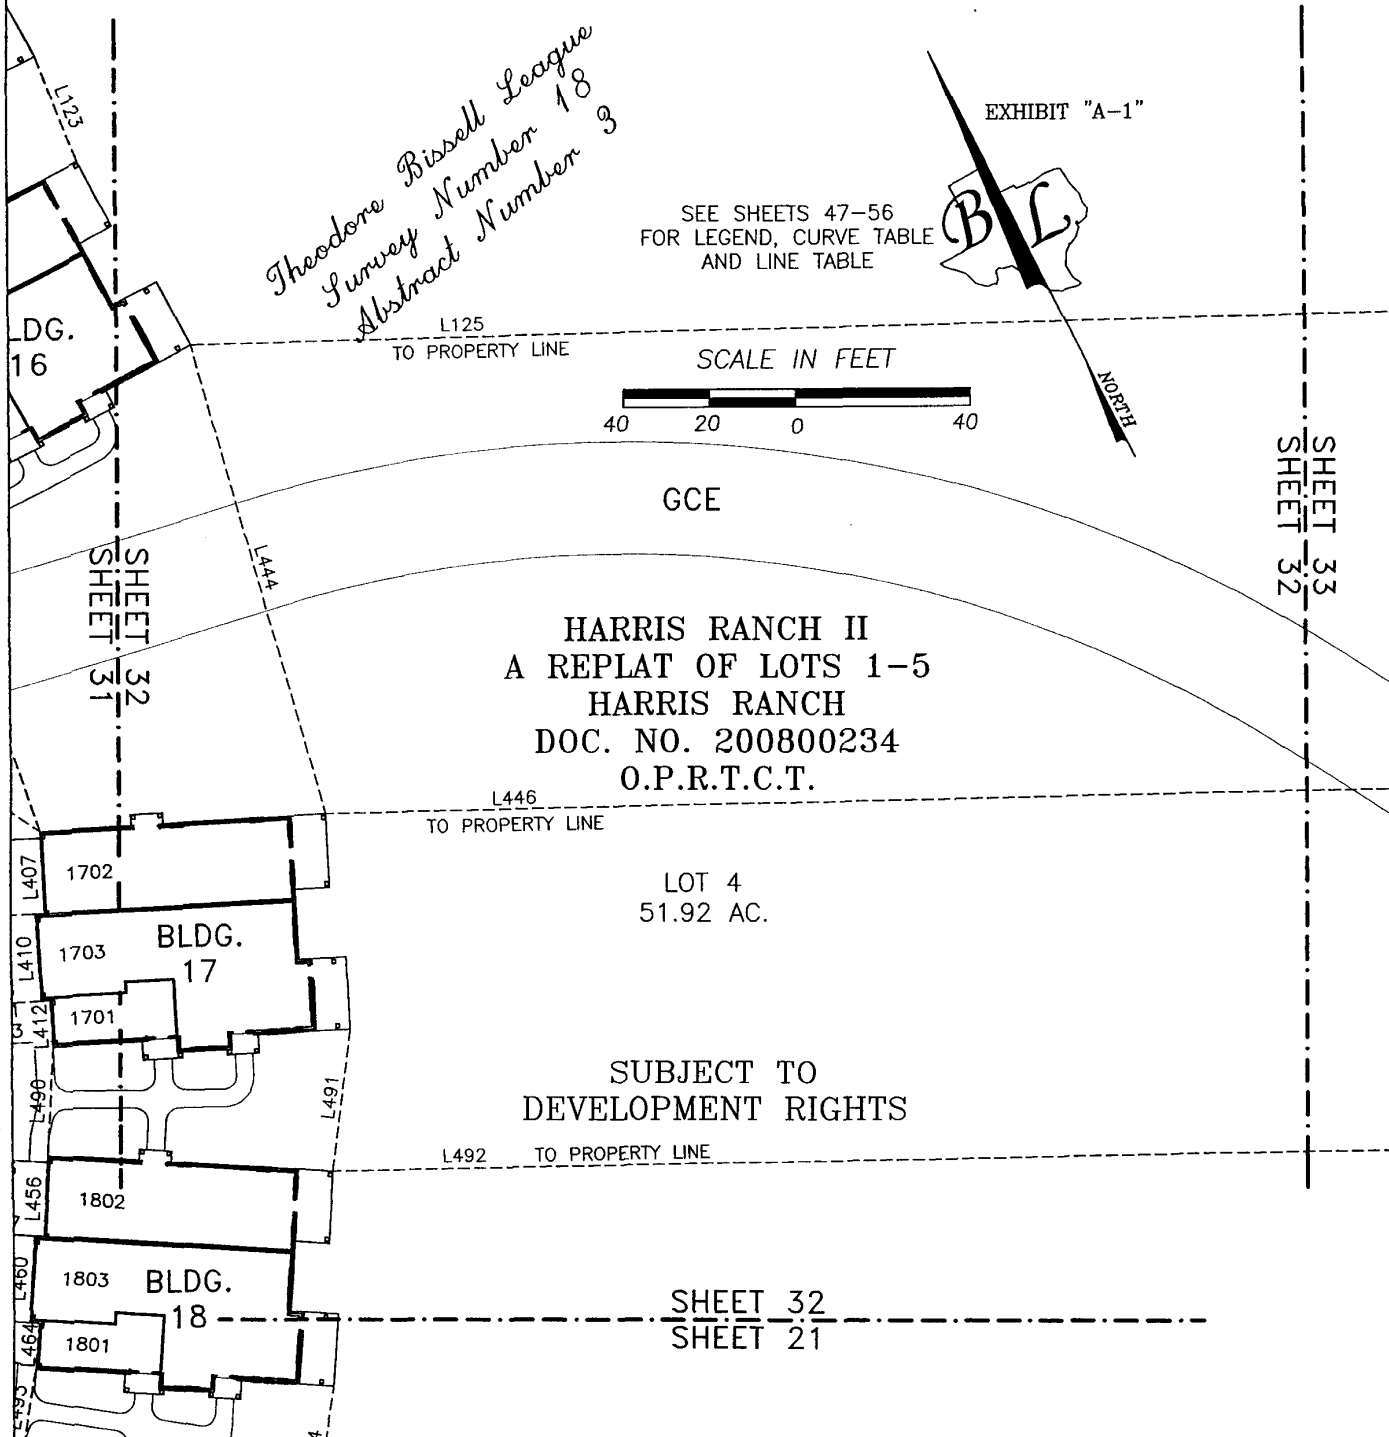 L123
Theodore Bissell League
Survey Number 18
Abstract Number 3
EXHIBIT "A-1"
SEE SHEETS 47-56
FOR LEGEND, CURVE TABLE
AND LINE TABLE
B L
NORTH
LDG.
16
L125
TO PROPERTY LINE
SCALE IN FEET
40 20 0 40
GCE
SHEET 33
SHEET 32
SHEET 32
SHEET 31
L444
HARRIS RANCH II
A REPLAT OF LOTS 1-5
HARRIS RANCH
DOC. NO. 200800234
O.P.R.T.C.T.
L446
TO PROPERTY LINE
L407
1702
LOT 4
51.92 AC.
L410
1703
BLDG.
17
3
L412
1701
L490
L491
SUBJECT TO
DEVELOPMENT RIGHTS
L492 TO PROPERTY LINE
L456
1802
7
L460
1803
BLDG.
18
SHEET 32
SHEET 21
464
1801
L493
4